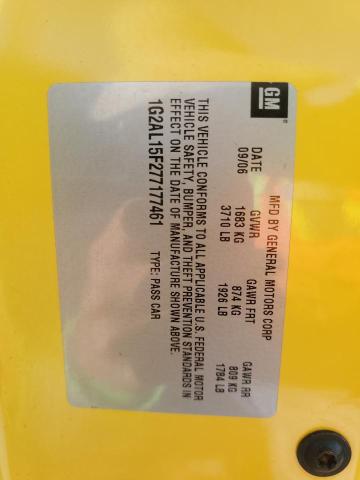 GM
MFD BY GENERAL MOTORS CORP
DATE GVWR GAWR FRT GAWR RR
09/06 1683 KG 874 KG 809 KG
3710 LB 1926 LB 1784 LB
THIS VEHICLE CONFORMS TO ALL APPLICABLE U.S. FEDERAL MOTOR
VEHICLE SAFETY, BUMPER, AND THEFT PREVENTION STANDARDS IN
EFFECT ON THE DATE OF MANUFACTURE SHOWN ABOVE.
1G2AL15F277177461 TYPE: PASS CAR